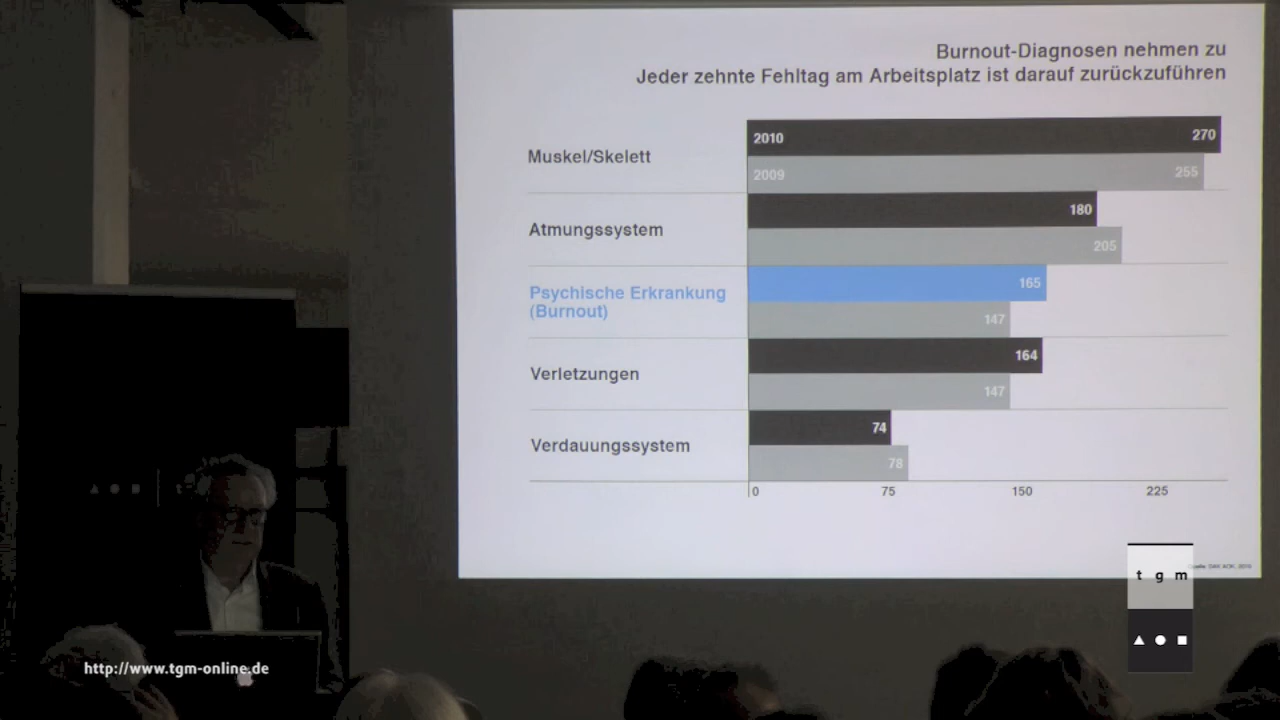 Burnout-Diagnosen nehmen zu
Jeder zehnte Fehltag am Arbeitsplatz ist darauf zurückzuführen
Muskel/Skelett
2010
270
2009
255
Atmungssystem
180
205
Psychische Erkrankung
(Burnout)
165
147
Verletzungen
164
147
Verdauungssystem
74
78
0 75 150 225
t g m
http://www.tgm-online.de